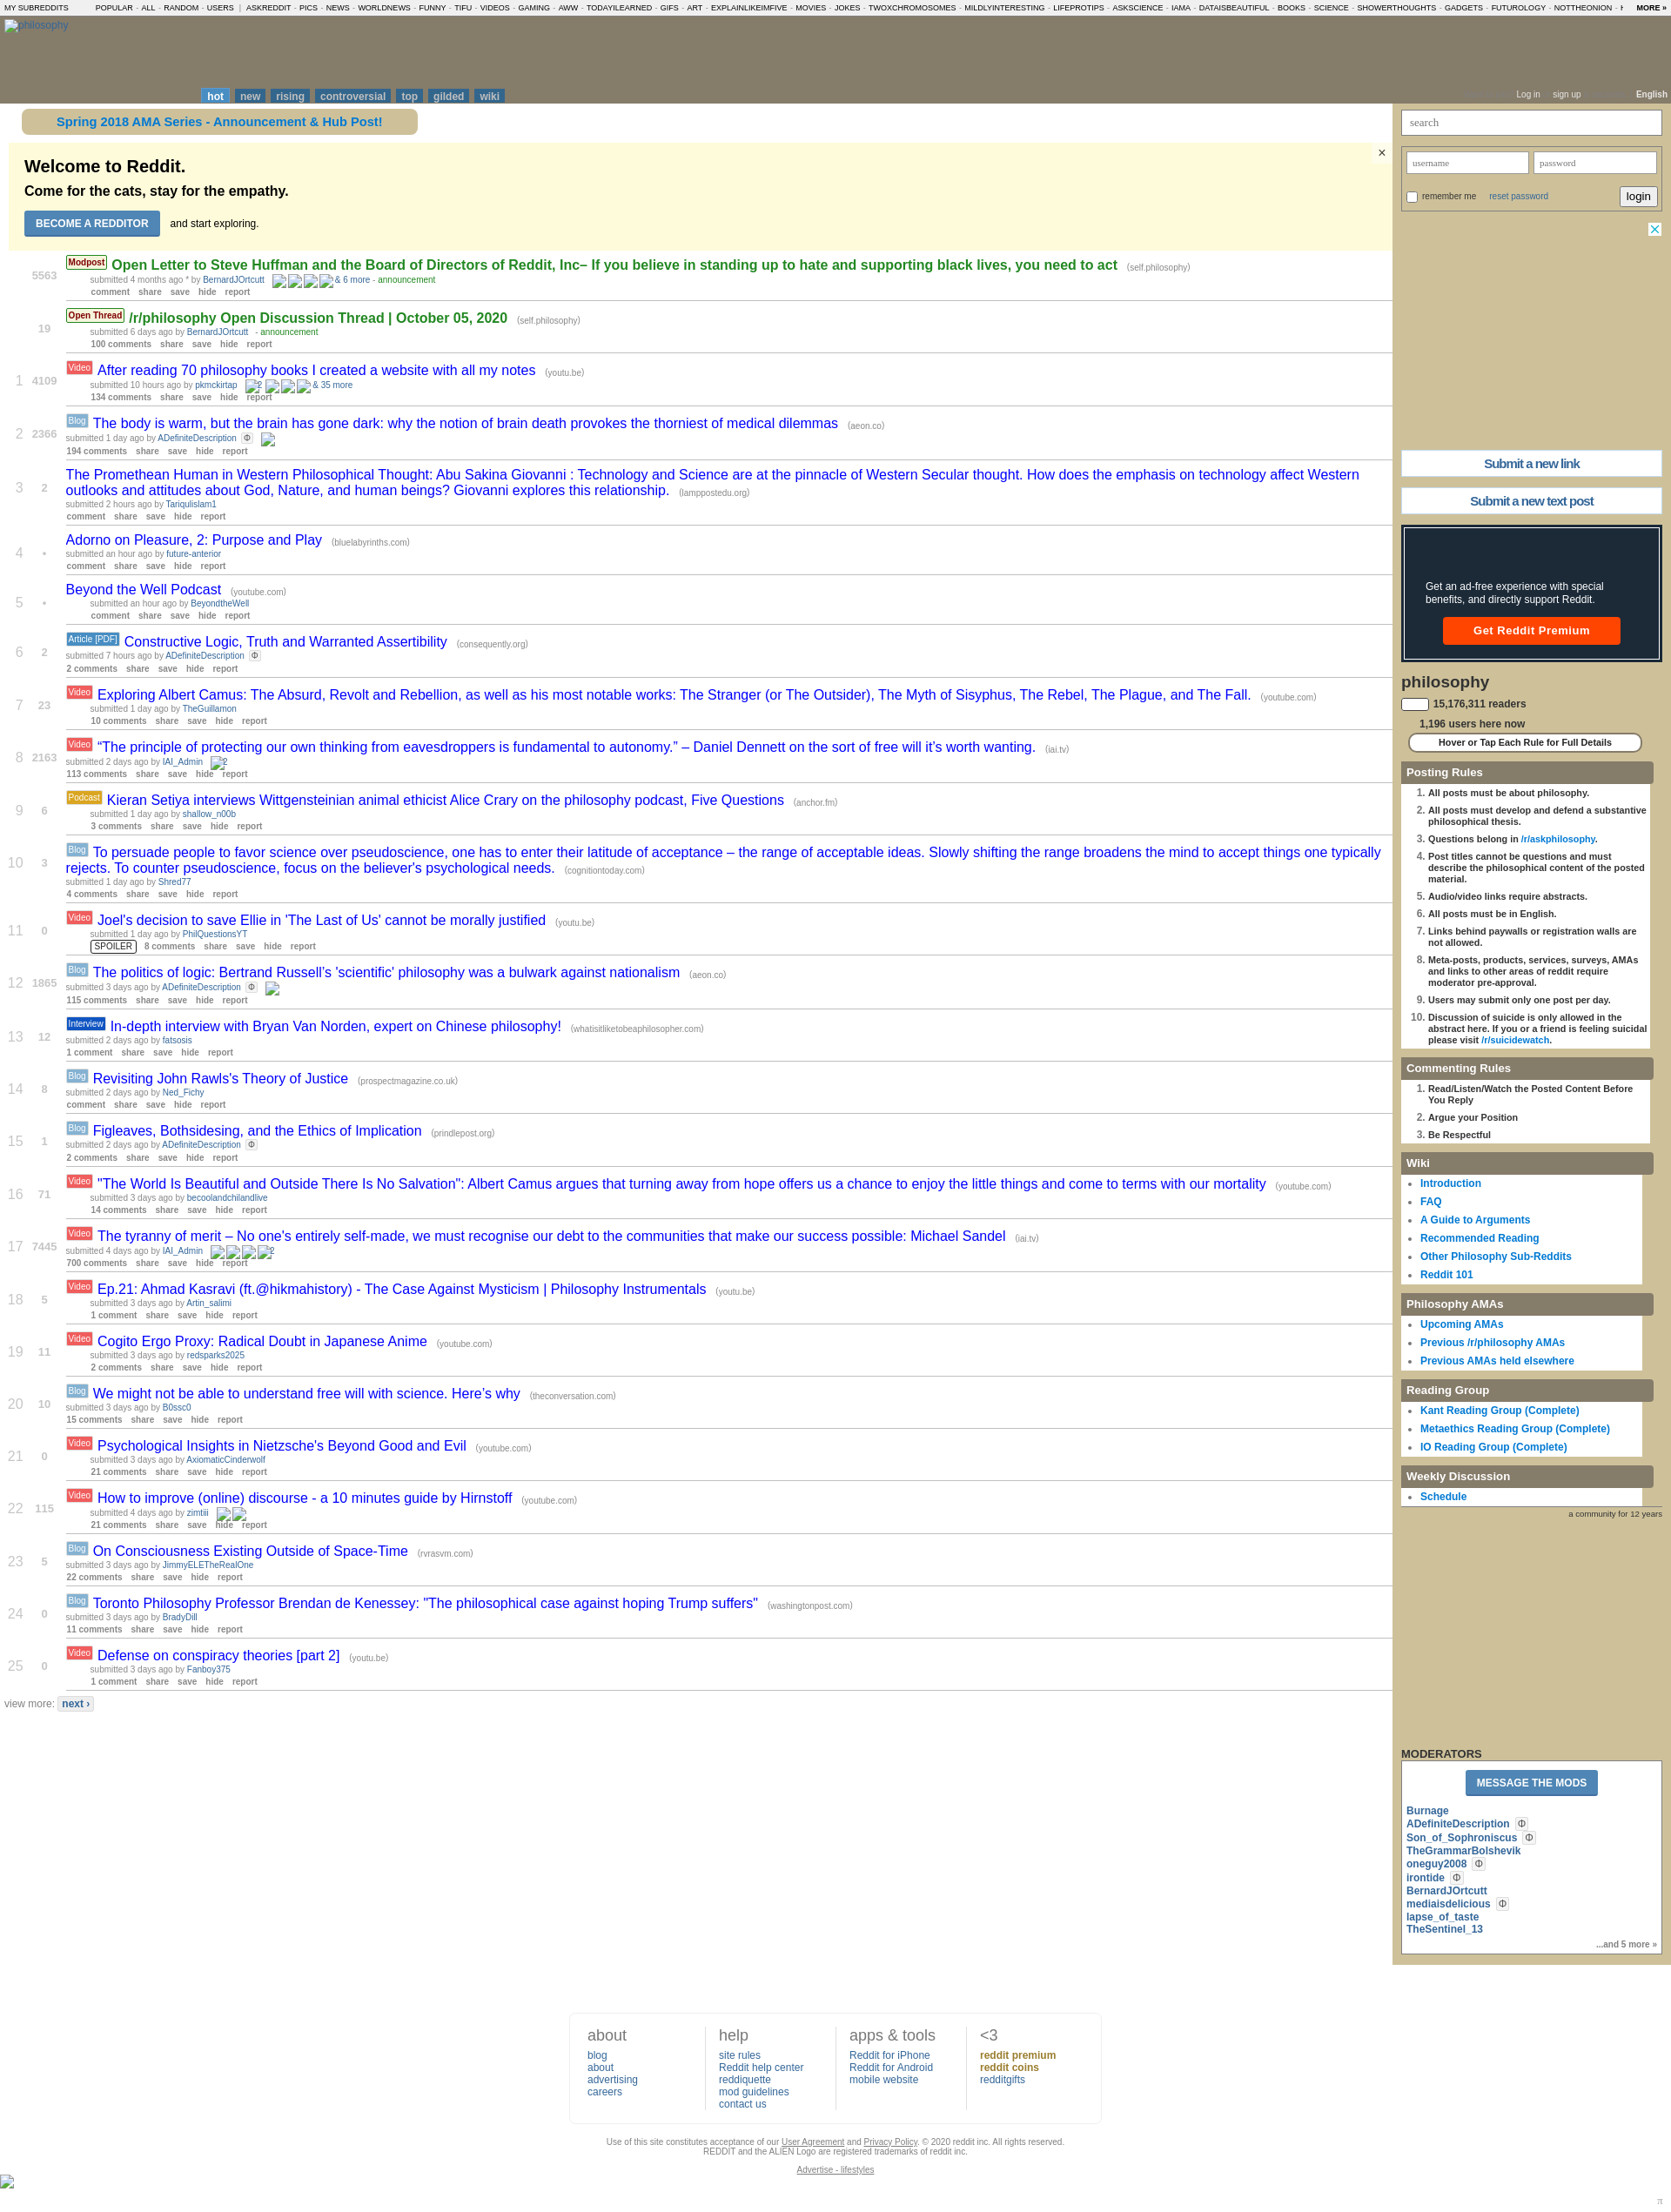 MY SUBREDDITS POPULAR - ALL - RANDOM - USERS | ASKREDDIT - PICS - NEWS - WORLDNEWS - FUNNY - TIFU - VIDEOS - GAMING - AWW - TODAYILEARNED - GIFS - ART - EXPLAINLIKEIMFIVE - MOVIES - JOKES - TWOXCHROMOSOMES - MILDLYINTERESTING - LIFEPROTIPS - ASKSCIENCE - IAMA - DATAISBEAUTIFUL - BOOKS - SCIENCE - SHOWERTHOUGHTS - GADGETS - FUTUROLOGY - NOTTHEONION - MORE »
philosophy
hot new rising controversial top gilded wiki
Log in sign up English
Spring 2018 AMA Series - Announcement & Hub Post!
Welcome to Reddit.
×
Come for the cats, stay for the empathy.
BECOME A REDDITOR and start exploring.
5563
Modpost Open Letter to Steve Huffman and the Board of Directors of Reddit, Inc– If you believe in standing up to hate and supporting black lives, you need to act (self.philosophy)
submitted 4 months ago * by BernardJOrtcutt & 6 more - announcement
comment share save hide report
19
Open Thread /r/philosophy Open Discussion Thread | October 05, 2020 (self.philosophy)
submitted 6 days ago by BernardJOrtcutt - announcement
100 comments share save hide report
1 4109
Video After reading 70 philosophy books I created a website with all my notes (youtu.be)
submitted 10 hours ago by pkmckirtap 2 & 35 more
134 comments share save hide report
2 2366
Blog The body is warm, but the brain has gone dark: why the notion of brain death provokes the thorniest of medical dilemmas (aeon.co)
submitted 1 day ago by ADefiniteDescription Φ
194 comments share save hide report
3 2
The Promethean Human in Western Philosophical Thought: Abu Sakina Giovanni : Technology and Science are at the pinnacle of Western Secular thought. How does the emphasis on technology affect Western
outlooks and attitudes about God, Nature, and human beings? Giovanni explores this relationship. (lamppostedu.org)
submitted 2 hours ago by Tariqulislam1
comment share save hide report
4 •
Adorno on Pleasure, 2: Purpose and Play (bluelabyrinths.com)
submitted an hour ago by future-anterior
comment share save hide report
5 •
Beyond the Well Podcast (youtube.com)
submitted an hour ago by BeyondtheWell
comment share save hide report
6 2
Article [PDF] Constructive Logic, Truth and Warranted Assertibility (consequently.org)
submitted 7 hours ago by ADefiniteDescription Φ
2 comments share save hide report
7 23
Video Exploring Albert Camus: The Absurd, Revolt and Rebellion, as well as his most notable works: The Stranger (or The Outsider), The Myth of Sisyphus, The Rebel, The Plague, and The Fall. (youtube.com)
submitted 1 day ago by TheGuillamon
10 comments share save hide report
8 2163
Video “The principle of protecting our own thinking from eavesdroppers is fundamental to autonomy.” – Daniel Dennett on the sort of free will it’s worth wanting. (iai.tv)
submitted 2 days ago by IAI_Admin 2
113 comments share save hide report
9 6
Podcast Kieran Setiya interviews Wittgensteinian animal ethicist Alice Crary on the philosophy podcast, Five Questions (anchor.fm)
submitted 1 day ago by shallow_n00b
3 comments share save hide report
10 3
Blog To persuade people to favor science over pseudoscience, one has to enter their latitude of acceptance – the range of acceptable ideas. Slowly shifting the range broadens the mind to accept things one typically
rejects. To counter pseudoscience, focus on the believer's psychological needs. (cognitiontoday.com)
submitted 1 day ago by Shred77
4 comments share save hide report
11 0
Video Joel's decision to save Ellie in 'The Last of Us' cannot be morally justified (youtu.be)
submitted 1 day ago by PhilQuestionsYT
SPOILER 8 comments share save hide report
12 1865
Blog The politics of logic: Bertrand Russell’s 'scientific' philosophy was a bulwark against nationalism (aeon.co)
submitted 3 days ago by ADefiniteDescription Φ
115 comments share save hide report
13 12
Interview In-depth interview with Bryan Van Norden, expert on Chinese philosophy! (whatisitliketobeaphilosopher.com)
submitted 2 days ago by fatsosis
1 comment share save hide report
14 8
Blog Revisiting John Rawls's Theory of Justice (prospectmagazine.co.uk)
submitted 2 days ago by Ned_Fichy
comment share save hide report
15 1
Blog Figleaves, Bothsidesing, and the Ethics of Implication (prindlepost.org)
submitted 2 days ago by ADefiniteDescription Φ
2 comments share save hide report
16 71
Video "The World Is Beautiful and Outside There Is No Salvation": Albert Camus argues that turning away from hope offers us a chance to enjoy the little things and come to terms with our mortality (youtube.com)
submitted 3 days ago by becoolandchilandlive
14 comments share save hide report
17 7445
Video The tyranny of merit – No one's entirely self-made, we must recognise our debt to the communities that make our success possible: Michael Sandel (iai.tv)
submitted 4 days ago by IAI_Admin 2
700 comments share save hide report
18 5
Video Ep.21: Ahmad Kasravi (ft.@hikmahistory) - The Case Against Mysticism | Philosophy Instrumentals (youtu.be)
submitted 3 days ago by Artin_salimi
1 comment share save hide report
19 11
Video Cogito Ergo Proxy: Radical Doubt in Japanese Anime (youtube.com)
submitted 3 days ago by redsparks2025
2 comments share save hide report
20 10
Blog We might not be able to understand free will with science. Here’s why (theconversation.com)
submitted 3 days ago by B0ssc0
15 comments share save hide report
21 0
Video Psychological Insights in Nietzsche's Beyond Good and Evil (youtube.com)
submitted 3 days ago by AxiomaticCinderwolf
21 comments share save hide report
22 115
Video How to improve (online) discourse - a 10 minutes guide by Hirnstoff (youtube.com)
submitted 4 days ago by zimtiii
21 comments share save hide report
23 5
Blog On Consciousness Existing Outside of Space-Time (rvrasvm.com)
submitted 3 days ago by JimmyELETheRealOne
22 comments share save hide report
24 0
Blog Toronto Philosophy Professor Brendan de Kenessey: "The philosophical case against hoping Trump suffers" (washingtonpost.com)
submitted 3 days ago by BradyDill
11 comments share save hide report
25 0
Video Defense on conspiracy theories [part 2] (youtu.be)
submitted 3 days ago by Fanboy375
1 comment share save hide report
view more: next ›
search
username password
remember me reset password login
Submit a new link
Submit a new text post
Get an ad-free experience with special
benefits, and directly support Reddit.
Get Reddit Premium
philosophy
15,176,311 readers
1,196 users here now
Hover or Tap Each Rule for Full Details
Posting Rules
1. All posts must be about philosophy.
2. All posts must develop and defend a substantive
philosophical thesis.
3. Questions belong in /r/askphilosophy.
4. Post titles cannot be questions and must
describe the philosophical content of the posted
material.
5. Audio/video links require abstracts.
6. All posts must be in English.
7. Links behind paywalls or registration walls are
not allowed.
8. Meta-posts, products, services, surveys, AMAs
and links to other areas of reddit require
moderator pre-approval.
9. Users may submit only one post per day.
10. Discussion of suicide is only allowed in the
abstract here. If you or a friend is feeling suicidal
please visit /r/suicidewatch.
Commenting Rules
1. Read/Listen/Watch the Posted Content Before
You Reply
2. Argue your Position
3. Be Respectful
Wiki
Introduction
FAQ
A Guide to Arguments
Recommended Reading
Other Philosophy Sub-Reddits
Reddit 101
Philosophy AMAs
Upcoming AMAs
Previous /r/philosophy AMAs
Previous AMAs held elsewhere
Reading Group
Kant Reading Group (Complete)
Metaethics Reading Group (Complete)
IO Reading Group (Complete)
Weekly Discussion
Schedule
a community for 12 years
MODERATORS
MESSAGE THE MODS
Burnage
ADefiniteDescription Φ
Son_of_Sophroniscus Φ
TheGrammarBolshevik
oneguy2008 Φ
irontide Φ
BernardJOrtcutt
mediaisdelicious Φ
lapse_of_taste
TheSentinel_13
...and 5 more »
about
blog
about
advertising
careers
help
site rules
Reddit help center
reddiquette
mod guidelines
contact us
apps & tools
Reddit for iPhone
Reddit for Android
mobile website
<3
reddit premium
reddit coins
redditgifts
Use of this site constitutes acceptance of our User Agreement and Privacy Policy. © 2020 reddit inc. All rights reserved.
REDDIT and the ALIEN Logo are registered trademarks of reddit inc.
Advertise - lifestyles
π